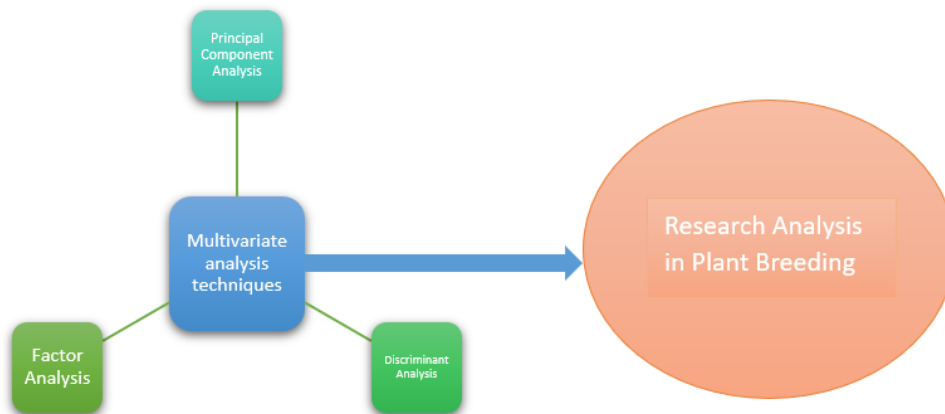 Principal
Component
Analysis
Multivariate
analysis
techniques
Research Analysis
in Plant Breeding
Factor
Analysis
Discriminant
Analysis